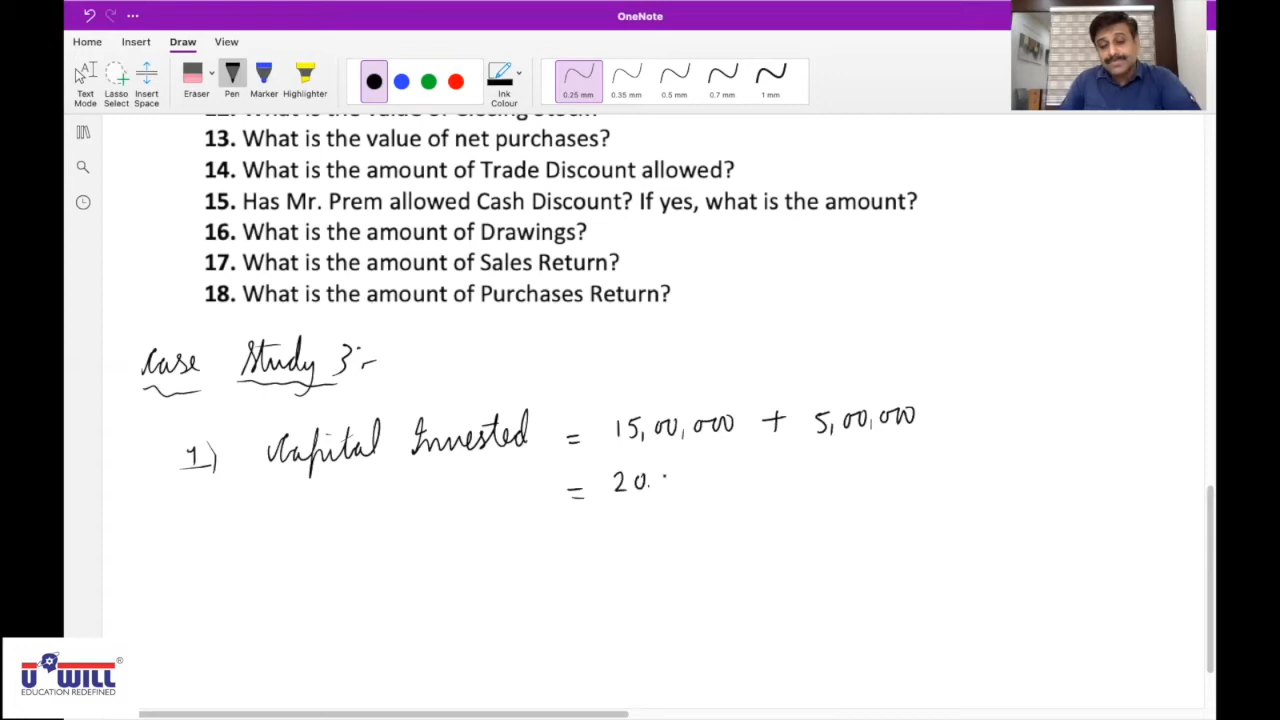 OneNote
Home Insert Draw View
Text Mode Lasso Select Insert Space Eraser Pen Marker Highlighter Ink Colour 0.25 mm 0.35 mm 0.5 mm 0.7 mm 1 mm
13. What is the value of net purchases?
14. What is the amount of Trade Discount allowed?
15. Has Mr. Prem allowed Cash Discount? If yes, what is the amount?
16. What is the amount of Drawings?
17. What is the amount of Sales Return?
18. What is the amount of Purchases Return?
Case Study 3:-
1) Capital Invested = 15,00,000 + 5,00,000
= 20.
U WILL ®
EDUCATION REDEFINED